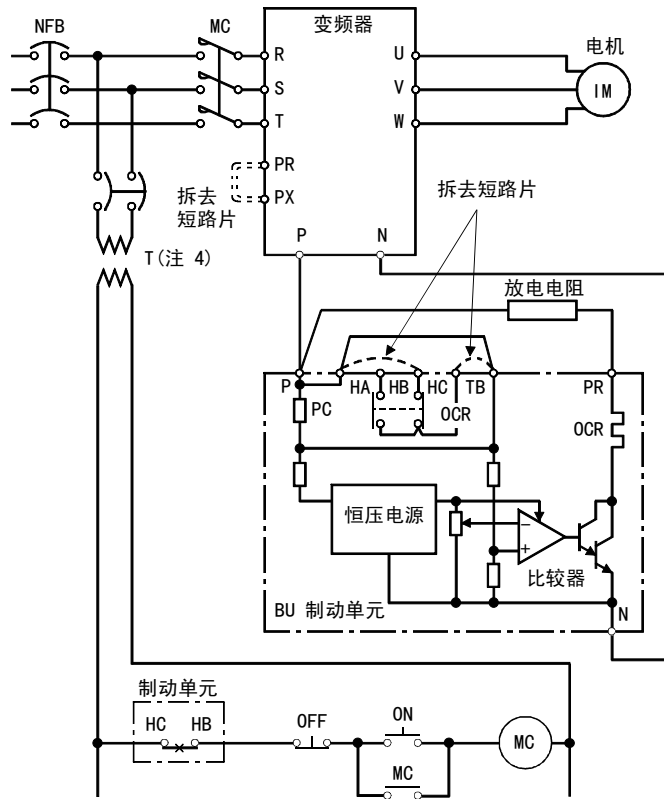 NFB
MC
变频器
电机
R
S
T
U
V
W
IM
PR
PX
拆去
短路片
拆去短路片
P
N
T(注 4)
放电电阻
P
HA
HB
HC
TB
PR
PC
OCR
OCR
恒压电源
-
+
比较器
BU 制动单元
N
制动单元
HC
HB
OFF
ON
MC
MC